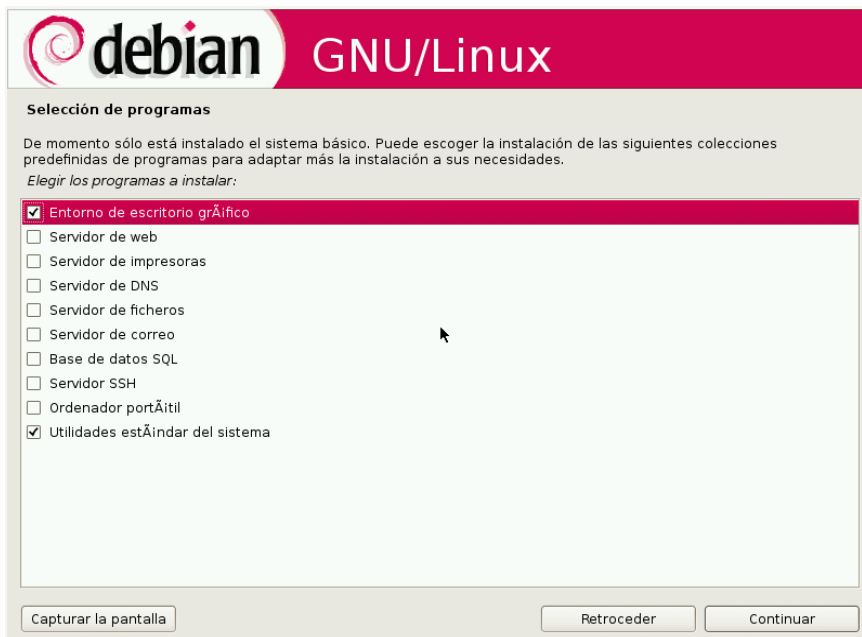 debian GNU/Linux
Selección de programas
De momento sólo está instalado el sistema básico. Puede escoger la instalación de las siguientes colecciones
predefinidas de programas para adaptar más la instalación a sus necesidades.
Elegir los programas a instalar:
Entorno de escritorio grÃ¡fico
Servidor de web
Servidor de impresoras
Servidor de DNS
Servidor de ficheros
Servidor de correo
Base de datos SQL
Servidor SSH
Ordenador portÃ¡til
Utilidades estÃ¡ndar del sistema
Capturar la pantalla
Retroceder
Continuar